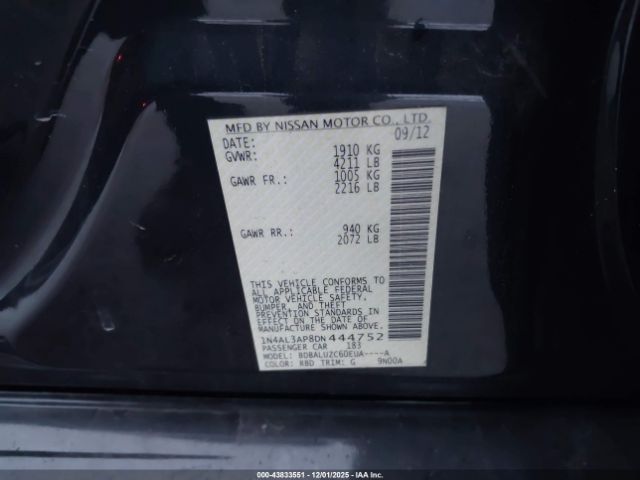 MFD BY NISSAN MOTOR CO., LTD.
DATE: 09/12
GVWR: 1910 KG
4211 LB
GAWR FR.: 1005 KG
2216 LB
GAWR RR.: 940 KG
2072 LB
THIS VEHICLE CONFORMS TO
ALL APPLICABLE FEDERAL
MOTOR VEHICLE SAFETY,
BUMPER, AND THEFT
PREVENTION STANDARDS IN
EFFECT ON THE DATE OF
MANUFACTURE SHOWN ABOVE.
1N4AL3AP8DN444752
PASSENGER CAR 183
MODEL: BDBALUZC60EUA----A
COLOR: RBD TRIM: G 9N00A
000-43833551 - 12/01/2025 - IAA Inc.